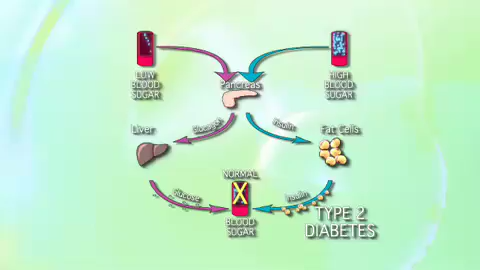 LOW
BLOOD
SUGAR
HIGH
BLOOD
SUGAR
Pancreas
Glucagon
Insulin
Liver
Fat Cells
Glucose
NORMAL
BLOOD
SUGAR
Insulin
TYPE 2
DIABETES